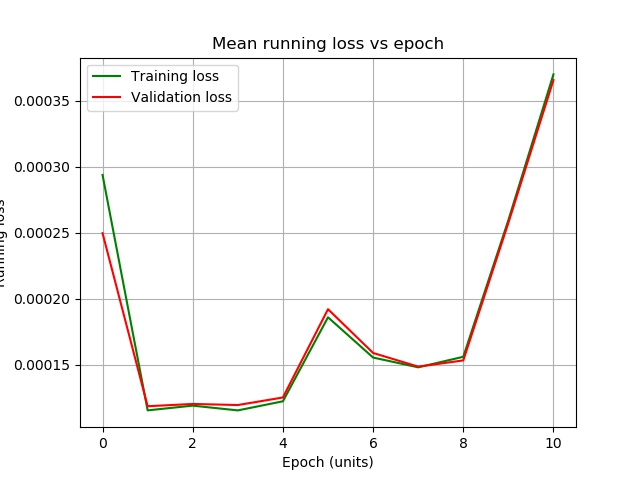 Mean running loss vs epoch
Training loss
Validation loss
0.00035
0.00030
0.00025
0.00020
0.00015
Running loss
0 2 4 6 8 10
Epoch (units)